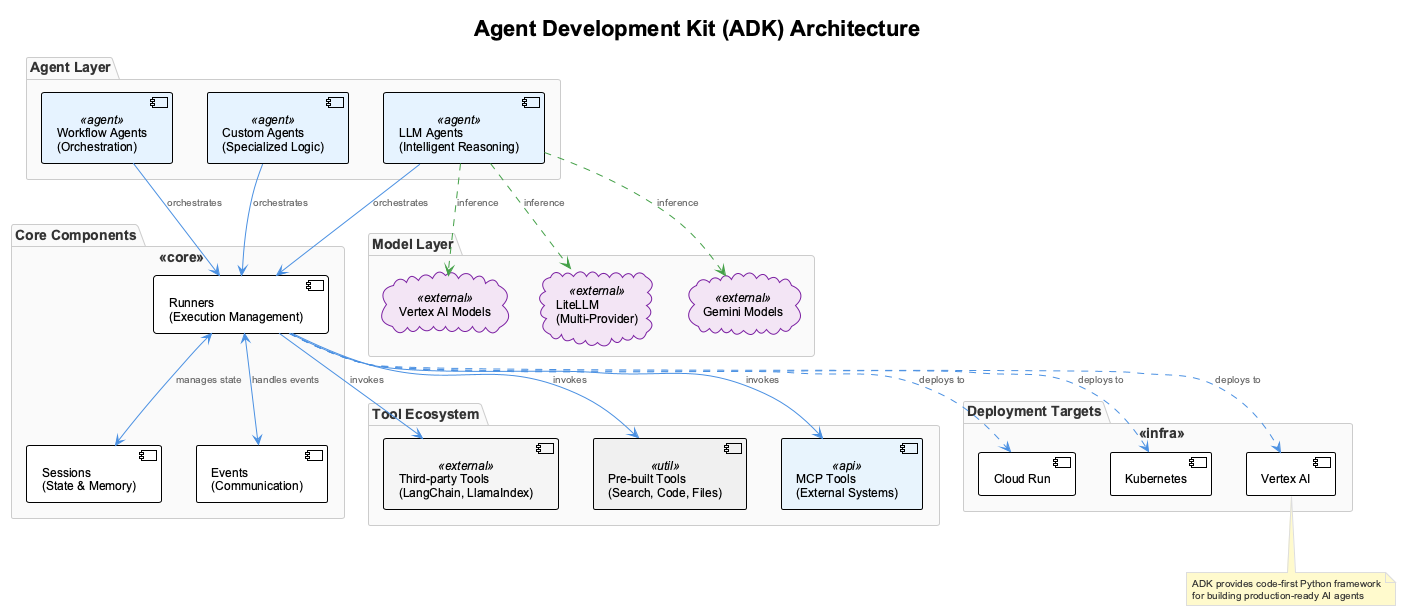 Agent Development Kit (ADK) Architecture
Agent Layer
«agent»
Workflow Agents
(Orchestration)
«agent»
Custom Agents
(Specialized Logic)
«agent»
LLM Agents
(Intelligent Reasoning)
orchestrates
orchestrates
orchestrates
inference
inference
inference
Core Components
«core»
Runners
(Execution Management)
Model Layer
«external»
Vertex AI Models
«external»
LiteLLM
(Multi-Provider)
«external»
Gemini Models
manages state
handles events
invokes
invokes
invokes
deploys to
deploys to
deploys to
Sessions
(State & Memory)
Events
(Communication)
Tool Ecosystem
«external»
Third-party Tools
(LangChain, LlamaIndex)
«util»
Pre-built Tools
(Search, Code, Files)
«api»
MCP Tools
(External Systems)
Deployment Targets
«infra»
Cloud Run
Kubernetes
Vertex AI
ADK provides code-first Python framework
for building production-ready AI agents